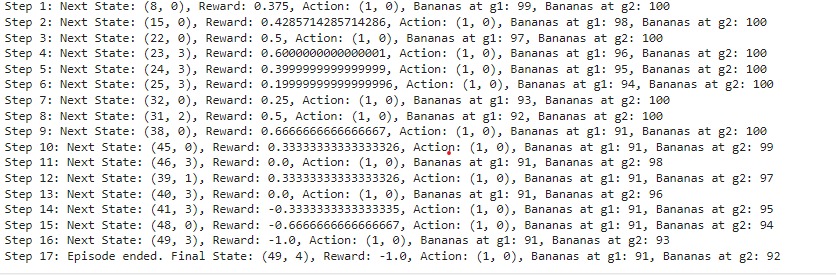 Step 1: Next State: (8, 0), Reward: 0.375, Action: (1, 0), Bananas at g1: 99, Bananas at g2: 100
Step 2: Next State: (15, 0), Reward: 0.4285714285714286, Action: (1, 0), Bananas at g1: 98, Bananas at g2: 100
Step 3: Next State: (22, 0), Reward: 0.5, Action: (1, 0), Bananas at g1: 97, Bananas at g2: 100
Step 4: Next State: (23, 3), Reward: 0.6000000000000001, Action: (1, 0), Bananas at g1: 96, Bananas at g2: 100
Step 5: Next State: (24, 3), Reward: 0.3999999999999999, Action: (1, 0), Bananas at g1: 95, Bananas at g2: 100
Step 6: Next State: (25, 3), Reward: 0.19999999999999996, Action: (1, 0), Bananas at g1: 94, Bananas at g2: 100
Step 7: Next State: (32, 0), Reward: 0.25, Action: (1, 0), Bananas at g1: 93, Bananas at g2: 100
Step 8: Next State: (31, 2), Reward: 0.5, Action: (1, 0), Bananas at g1: 92, Bananas at g2: 100
Step 9: Next State: (38, 0), Reward: 0.6666666666666667, Action: (1, 0), Bananas at g1: 91, Bananas at g2: 100
Step 10: Next State: (45, 0), Reward: 0.33333333333333326, Action: (1, 0), Bananas at g1: 91, Bananas at g2: 99
Step 11: Next State: (46, 3), Reward: 0.0, Action: (1, 0), Bananas at g1: 91, Bananas at g2: 98
Step 12: Next State: (39, 1), Reward: 0.33333333333333326, Action: (1, 0), Bananas at g1: 91, Bananas at g2: 97
Step 13: Next State: (40, 3), Reward: 0.0, Action: (1, 0), Bananas at g1: 91, Bananas at g2: 96
Step 14: Next State: (41, 3), Reward: -0.3333333333333335, Action: (1, 0), Bananas at g1: 91, Bananas at g2: 95
Step 15: Next State: (48, 0), Reward: -0.6666666666666667, Action: (1, 0), Bananas at g1: 91, Bananas at g2: 94
Step 16: Next State: (49, 3), Reward: -1.0, Action: (1, 0), Bananas at g1: 91, Bananas at g2: 93
Step 17: Episode ended. Final State: (49, 4), Reward: -1.0, Action: (1, 0), Bananas at g1: 91, Bananas at g2: 92